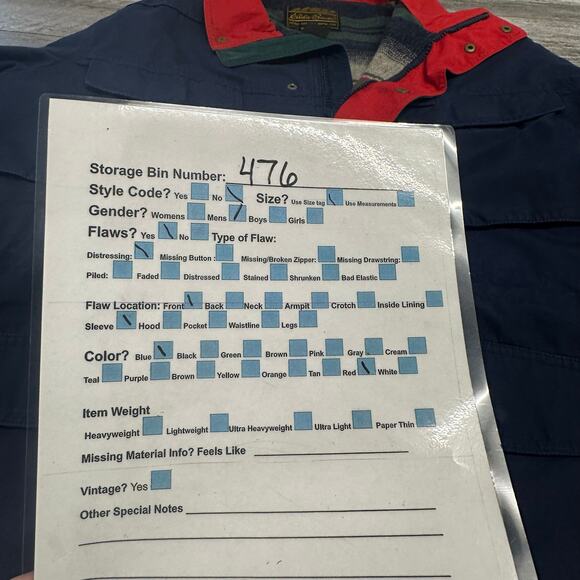 Eddie Bauer
Storage Bin Number: 476
Style Code? Yes No Size? Use Size tag Use Measurements
Gender? Womens Mens Boys Girls
Flaws? Yes No Type of Flaw:
Distressing: Missing Button: Missing/Broken Zipper: Missing Drawstring:
Piled: Faded Distressed Stained Shrunken Bad Elastic
Flaw Location: Front Back Neck Armpit Crotch Inside Lining
Sleeve Hood Pocket Waistline Legs
Color? Blue Black Green Brown Pink Gray Cream
Teal Purple Brown Yellow Orange Tan Red White
Item Weight
Heavyweight Lightweight Ultra Heavyweight Ultra Light Paper Thin
Missing Material Info? Feels Like
Vintage? Yes
Other Special Notes